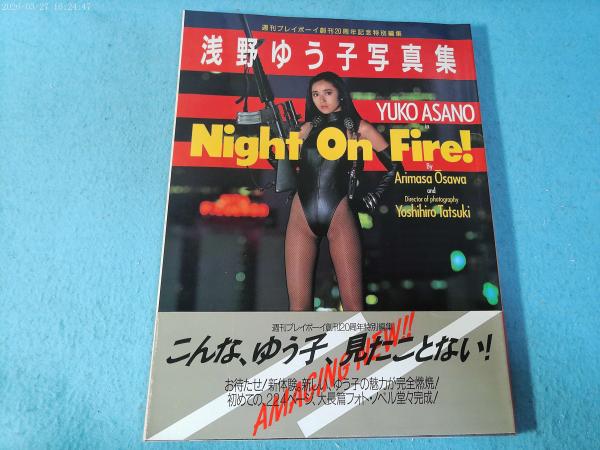 2026-03-27 16:24:47
週刊プレイボーイ創刊20周年記念特別編集
浅野ゆう子写真集
YUKO ASANO
in
Night On Fire!
By
Arimasa Osawa
and
Director of photography
Yoshihiro Tatsuki
週刊プレイボーイ創刊20周年特別編集
こんな、ゆう子、見たことない!
AMACING VIEW!!
お待たせ!新体験。新しい、ゆう子の魅力が完全燃焼!
初めての、224ページ、大長篇フォト・ノベル堂々完成!